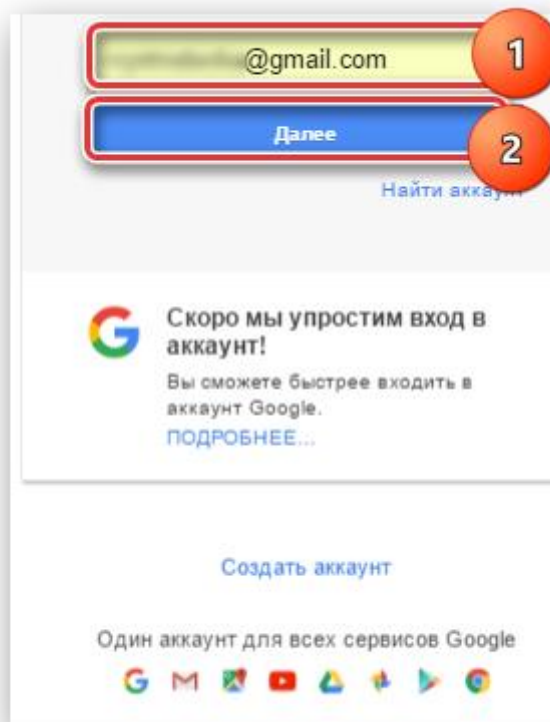 @gmail.com
1
Далее
2
Найти аккаунт
Скоро мы упростим вход в
аккаунт!
Вы сможете быстрее входить в
аккаунт Google.
ПОДРОБНЕЕ...
Создать аккаунт
Один аккаунт для всех сервисов Google